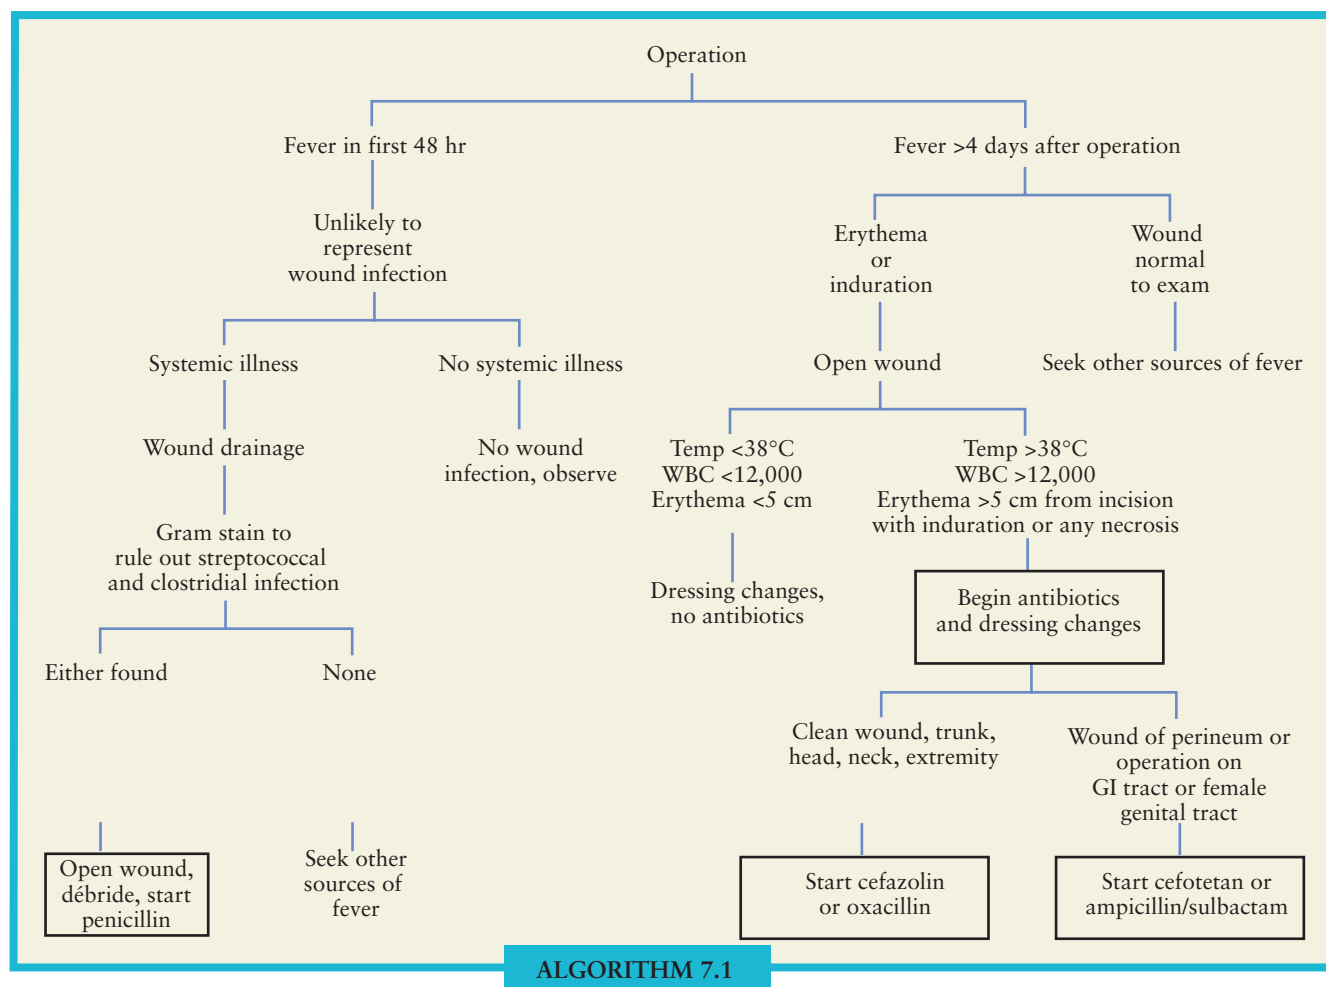 Operation
Fever in first 48 hr
Fever >4 days after operation
Unlikely to
represent
wound infection
Erythema
or
induration
Wound
normal
to exam
Systemic illness
No systemic illness
Open wound
Seek other sources of fever
Wound drainage
No wound
infection, observe
Temp <38°C
WBC <12,000
Erythema <5 cm
Temp >38°C
WBC >12,000
Erythema >5 cm from incision
with induration or any necrosis
Gram stain to
rule out streptococcal
and clostridial infection
Dressing changes,
no antibiotics
Begin antibiotics
and dressing changes
Either found
None
Clean wound, trunk,
head, neck, extremity
Wound of perineum or
operation on
GI tract or female
genital tract
Open wound,
débride, start
penicillin
Seek other
sources of
fever
Start cefazolin
or oxacillin
Start cefotetan or
ampicillin/sulbactam
ALGORITHM 7.1